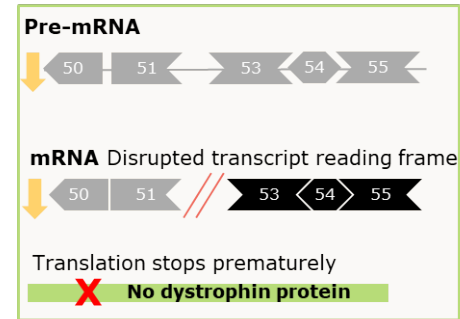 Pre-mRNA
50 51 53 54 55
mRNA Disrupted transcript reading frame
50 51 53 54 55
Translation stops prematurely
X No dystrophin protein